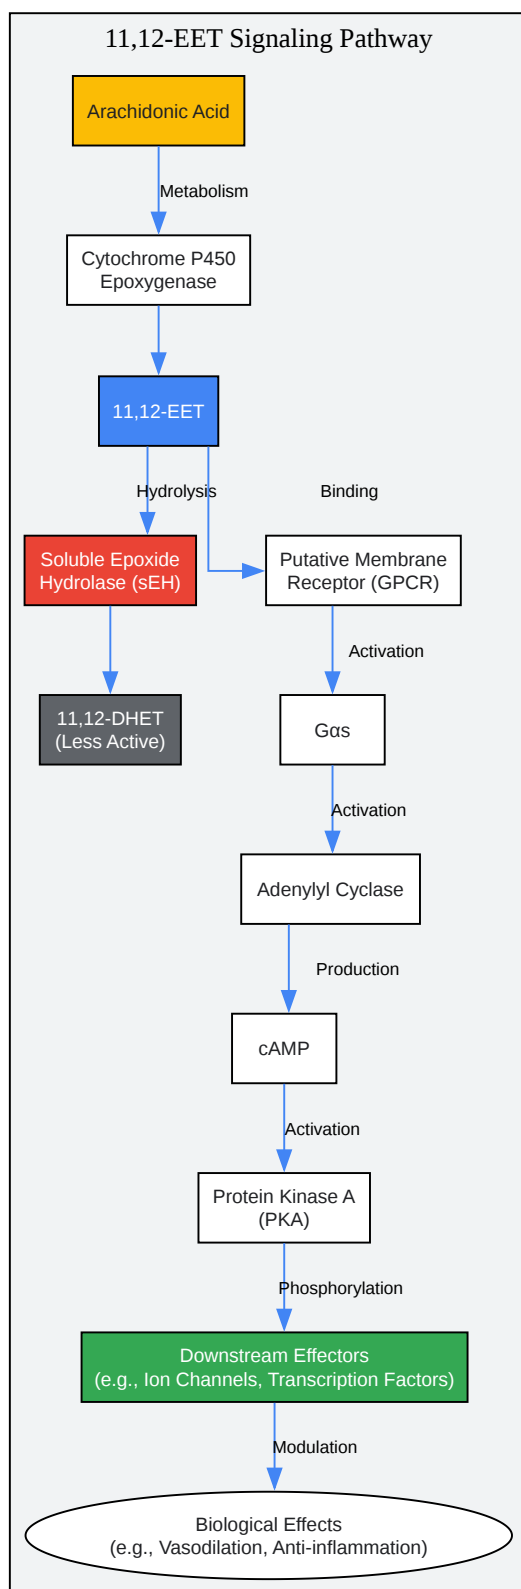 11,12-EET Signaling Pathway
Arachidonic Acid
Metabolism
Cytochrome P450
Epoxygenase
11,12-EET
Hydrolysis
Binding
Soluble Epoxide
Hydrolase (sEH)
Putative Membrane
Receptor (GPCR)
Activation
11,12-DHET
(Less Active)
Gαs
Activation
Adenylyl Cyclase
Production
cAMP
Activation
Protein Kinase A
(PKA)
Phosphorylation
Downstream Effectors
(e.g., Ion Channels, Transcription Factors)
Modulation
Biological Effects
(e.g., Vasodilation, Anti-inflammation)